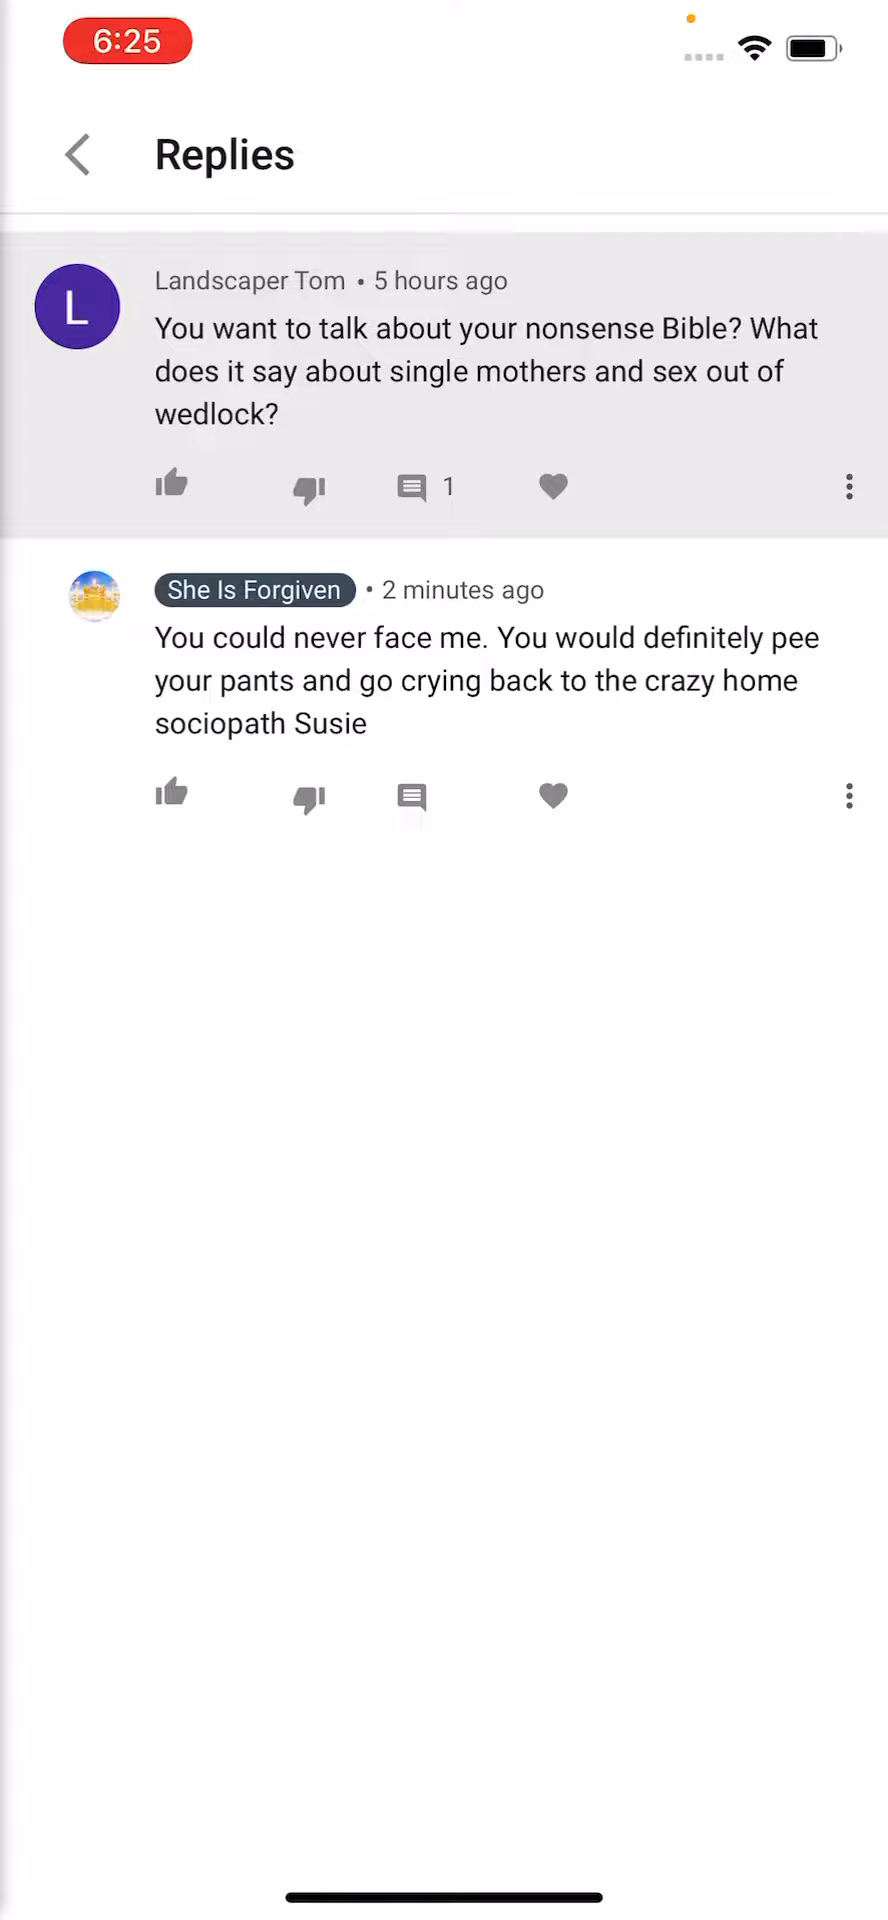 6:25
Replies
L
Landscaper Tom • 5 hours ago
You want to talk about your nonsense Bible? What
does it say about single mothers and sex out of
wedlock?
1
She Is Forgiven • 2 minutes ago
You could never face me. You would definitely pee
your pants and go crying back to the crazy home
sociopath Susie